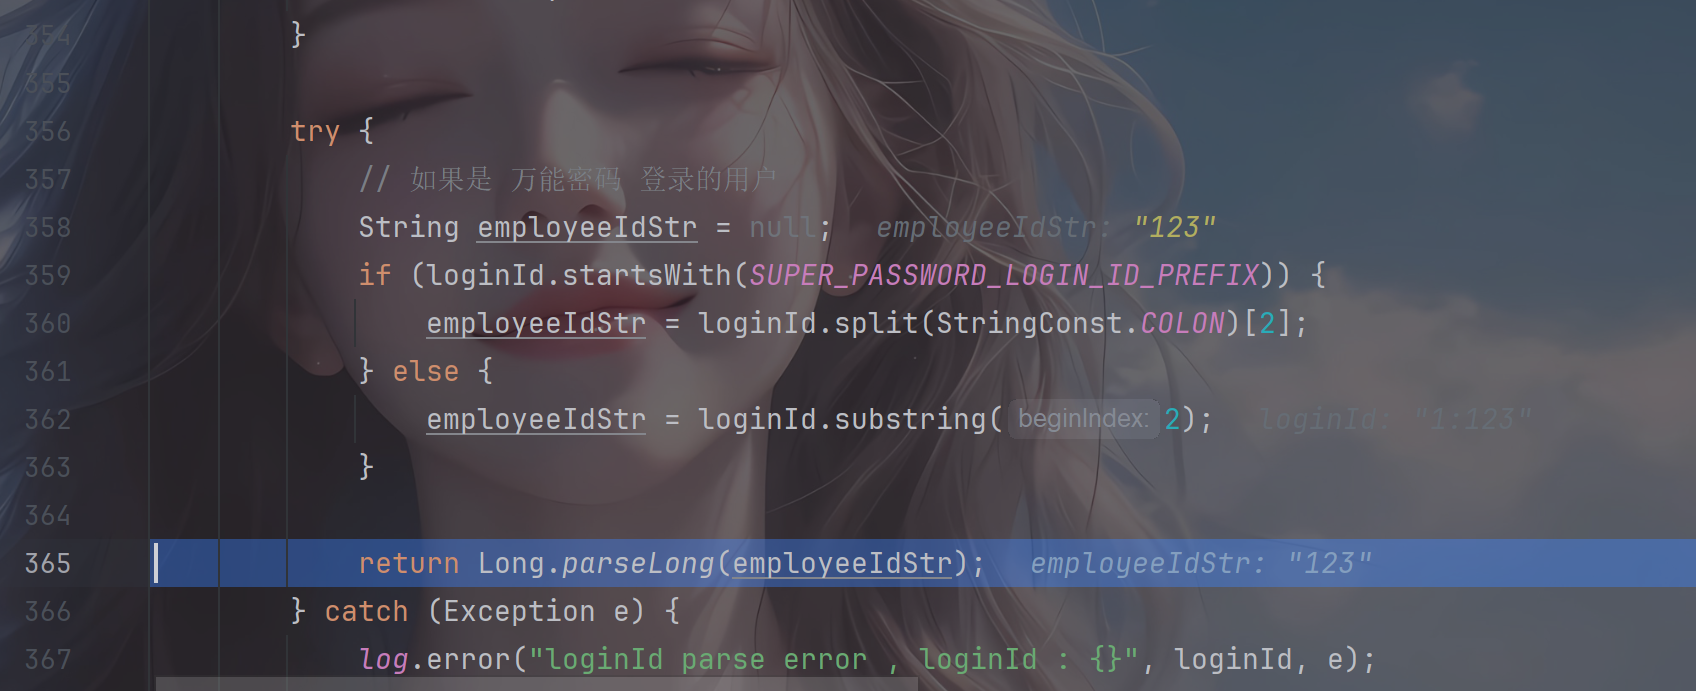 354 }
355
356 try {
357 // 如果是 万能密码 登录的用户
358 String employeeIdStr = null; employeeIdStr: "123"
359 if (loginId.startsWith(SUPER_PASSWORD_LOGIN_ID_PREFIX)) {
360 employeeIdStr = loginId.split(StringConst.COLON)[2];
361 } else {
362 employeeIdStr = loginId.substring( beginIndex: 2); loginId: "1:123"
363 }
364
365 return Long.parseLong(employeeIdStr); employeeIdStr: "123"
366 } catch (Exception e) {
367 log.error("loginId parse error , loginId : {}", loginId, e);